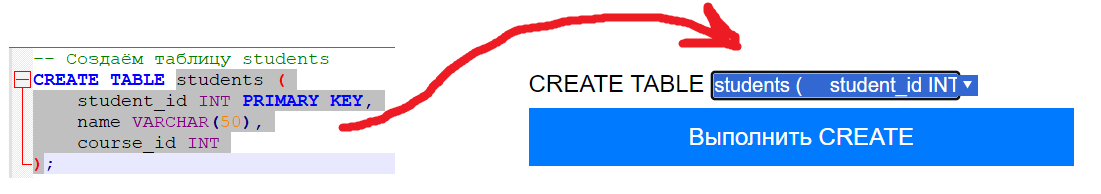 -- Создаём таблицу students
CREATE TABLE students (
    student_id INT PRIMARY KEY,
    name VARCHAR(50),
    course_id INT
);
CREATE TABLE students (     student_id INT
Выполнить CREATE